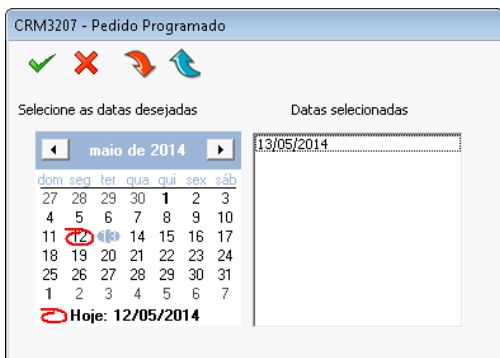 CRM3207 - Pedido Programado
Selecione as datas desejadas
Datas selecionadas
maio de 2014
13/05/2014
dom seg ter qua qui sex sáb
27 28 29 30 1 2 3
4 5 6 7 8 9 10
11 12 13 14 15 16 17
18 19 20 21 22 23 24
25 26 27 28 29 30 31
1 2 3 4 5 6 7
Hoje: 12/05/2014